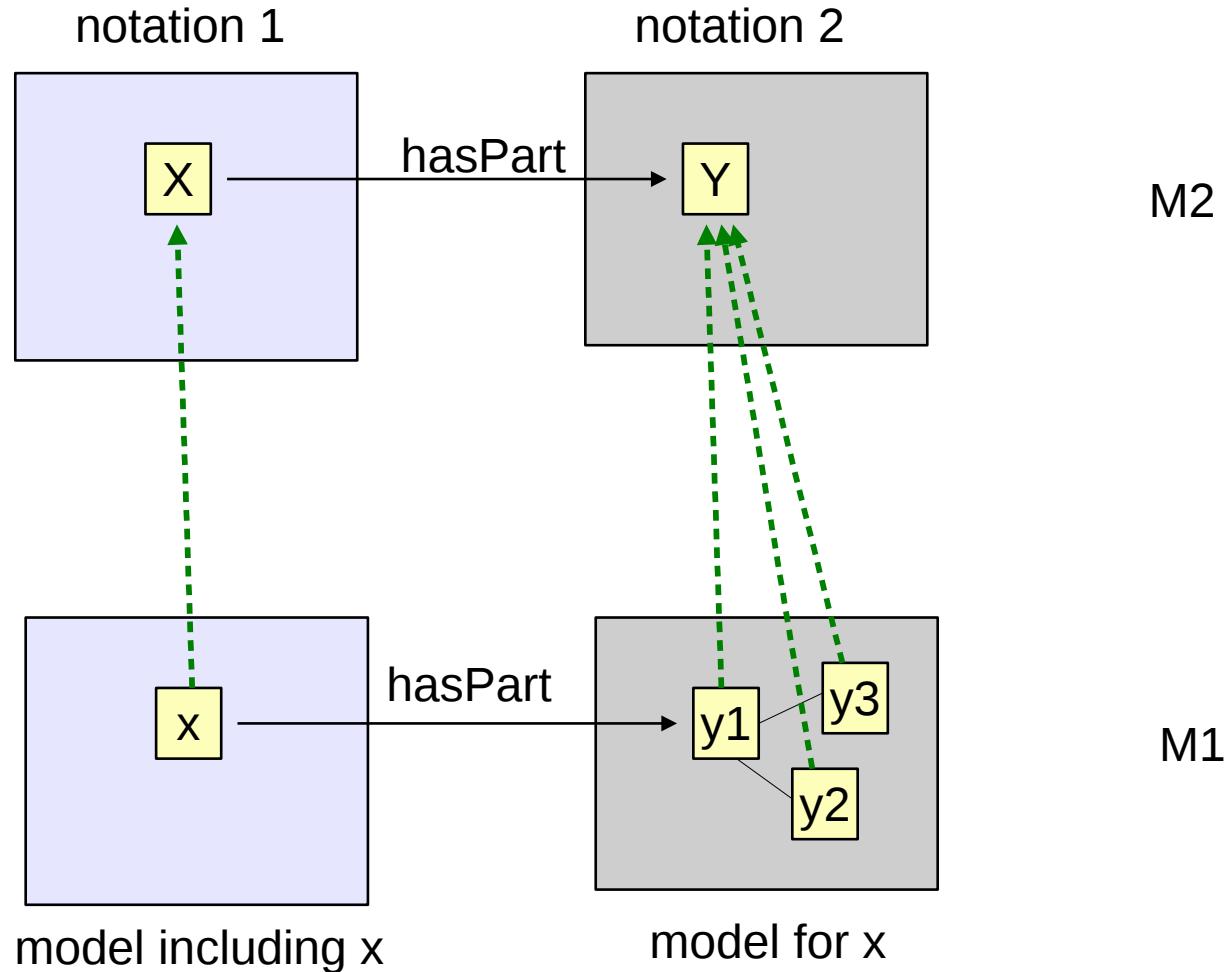 notation 1
notation 2
hasPart
X
Y
M2
hasPart
x
y1
y3
y2
M1
model including x
model for x